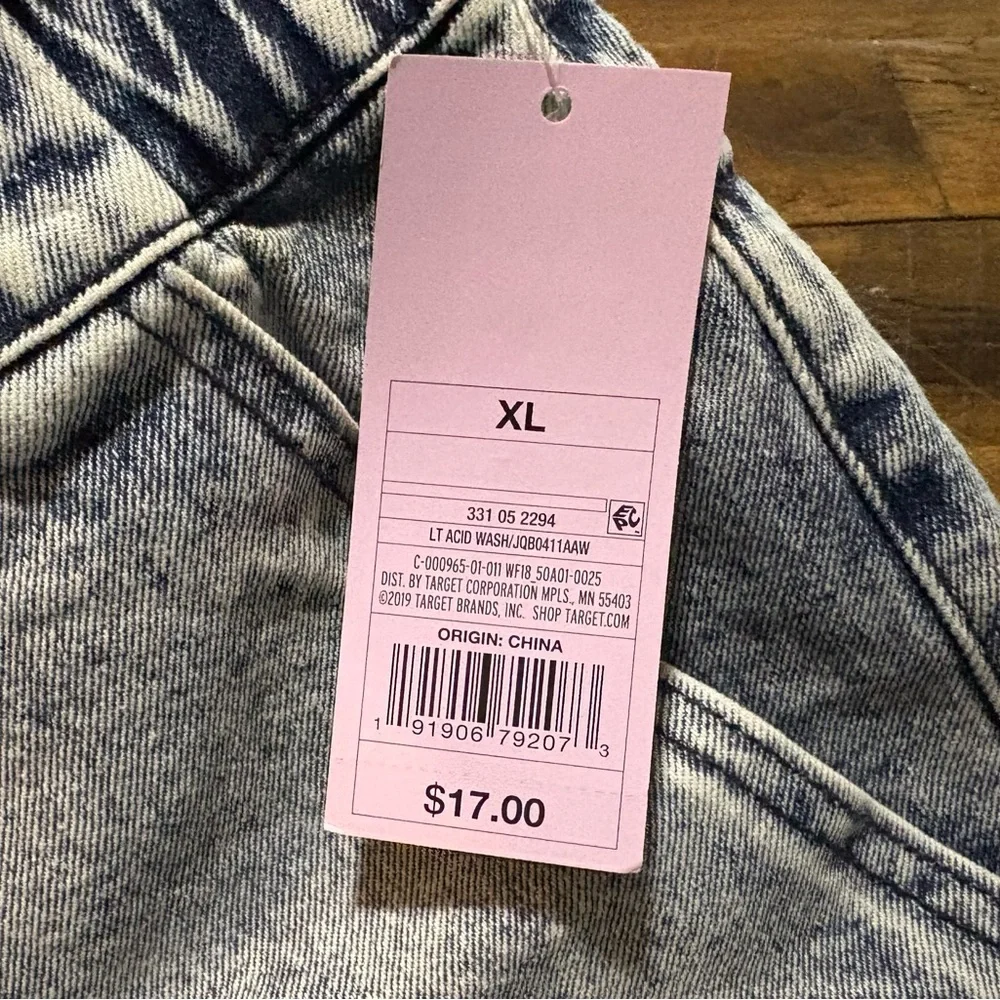 XL
331 05 2294
EPC
LT ACID WASH/JQB0411AAW
C-000965-01-011 WF18_50A01-0025
DIST. BY TARGET CORPORATION MPLS., MN 55403
©2019 TARGET BRANDS, INC. SHOP TARGET.COM
ORIGIN: CHINA
1 91906 79207 3
$17.00